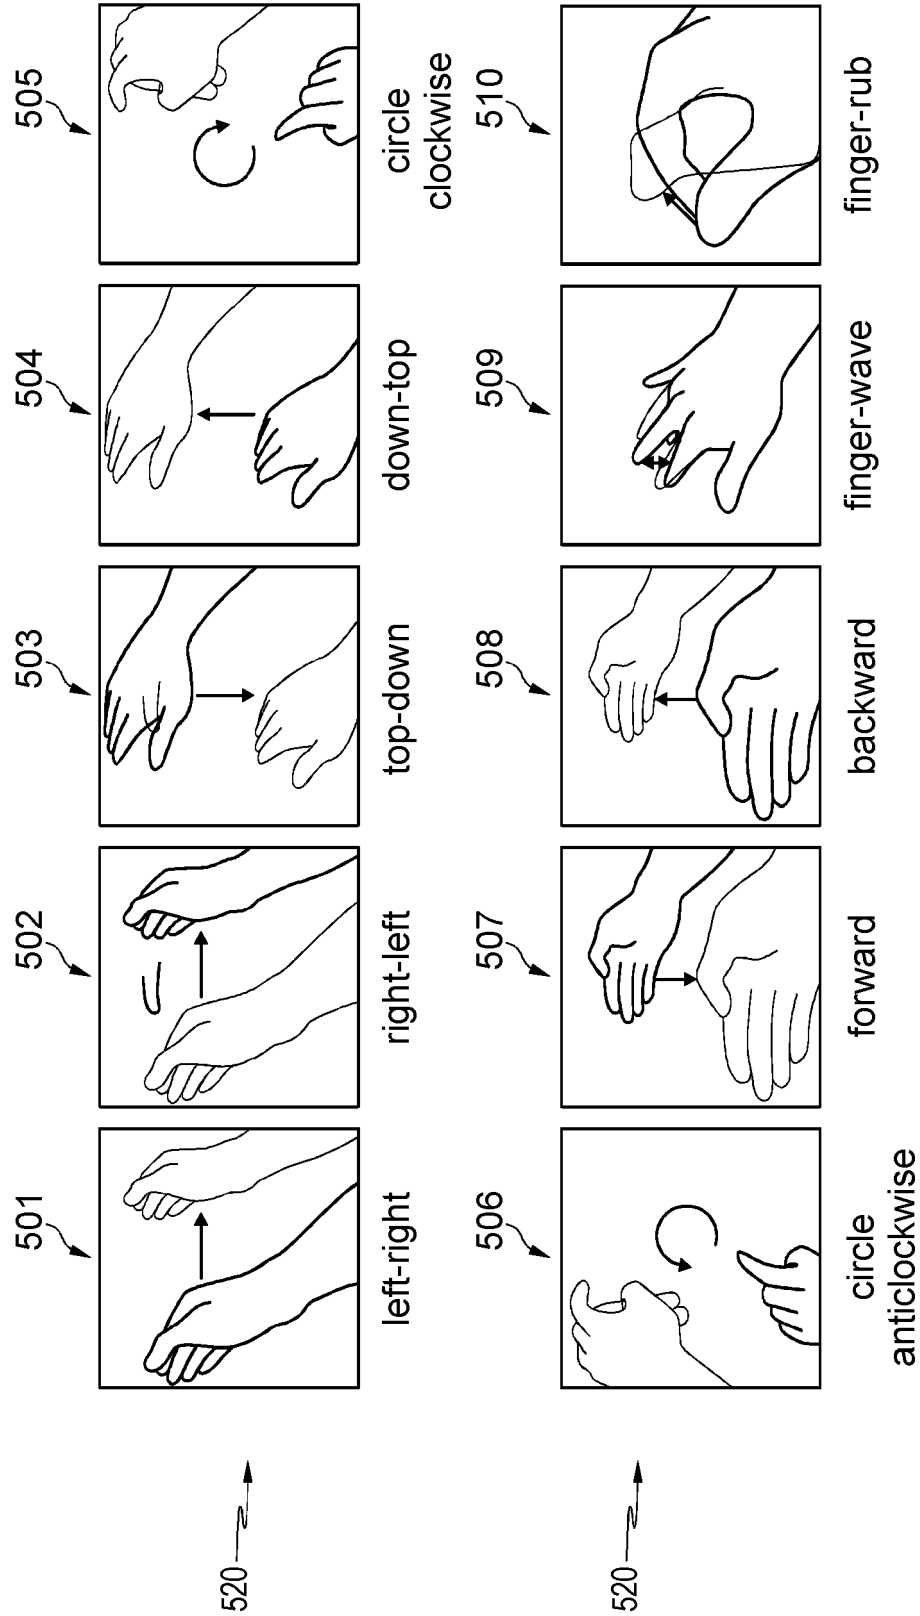 520
501
502
503
504
505
left-right
right-left
top-down
down-top
circle
clockwise
520
506
507
508
509
510
circle
anticlockwise
forward
backward
finger-wave
finger-rub